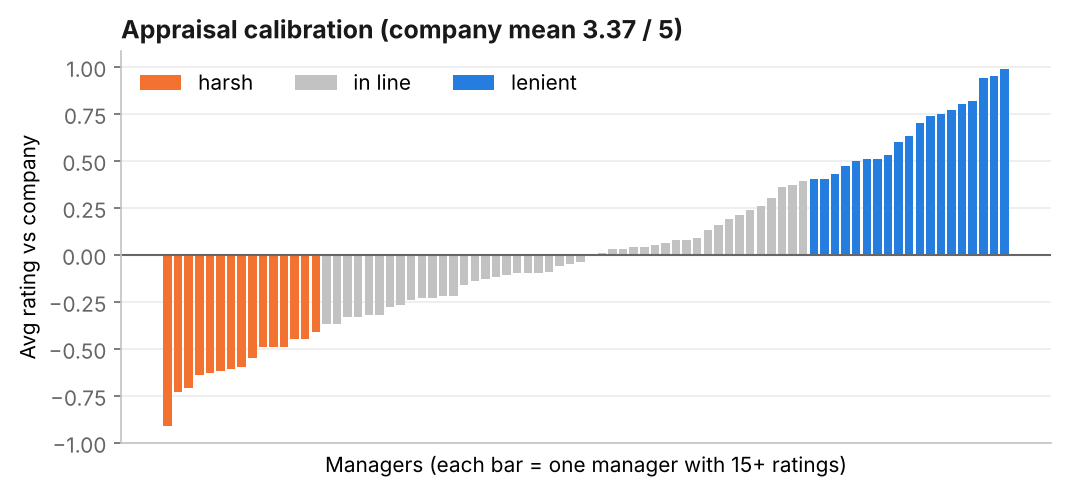 Appraisal calibration (company mean 3.37 / 5)
harsh in line lenient
Avg rating vs company
1.00
0.75
0.50
0.25
0.00
−0.25
−0.50
−0.75
−1.00
Managers (each bar = one manager with 15+ ratings)